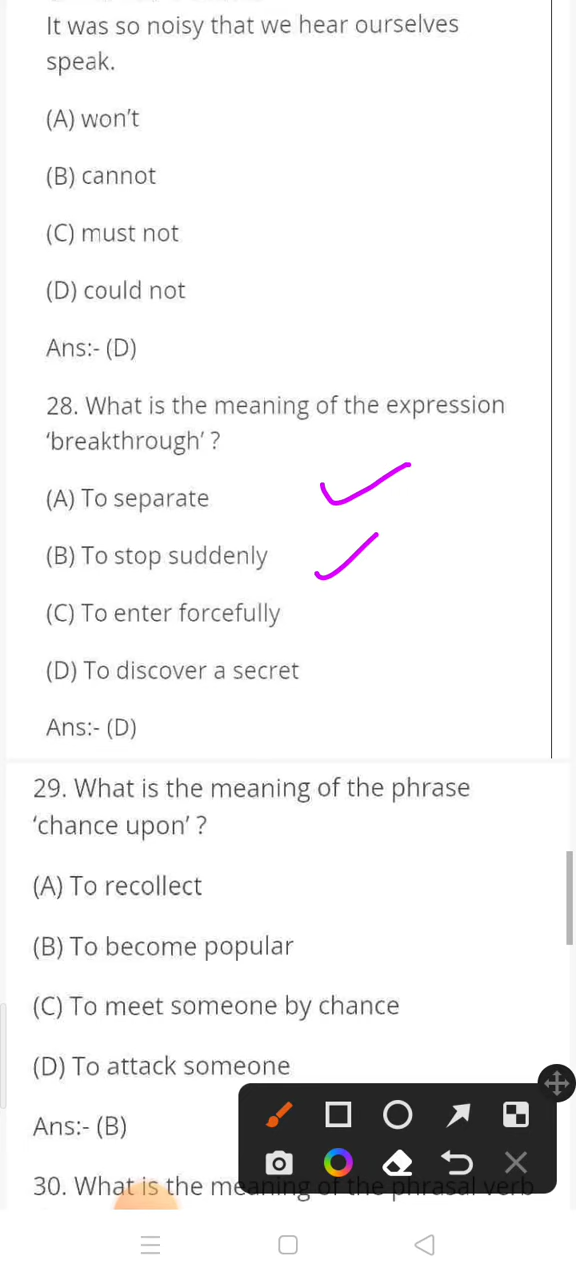 It was so noisy that we hear ourselves
speak.
(A) won't
(B) cannot
(C) must not
(D) could not
Ans:- (D)
28. What is the meaning of the expression
'breakthrough' ?
(A) To separate
(B) To stop suddenly
(C) To enter forcefully
(D) To discover a secret
Ans:- (D)
29. What is the meaning of the phrase
'chance upon' ?
(A) To recollect
(B) To become popular
(C) To meet someone by chance
(D) To attack someone
Ans:- (B)
30. What is the meaning of the phrasal verb